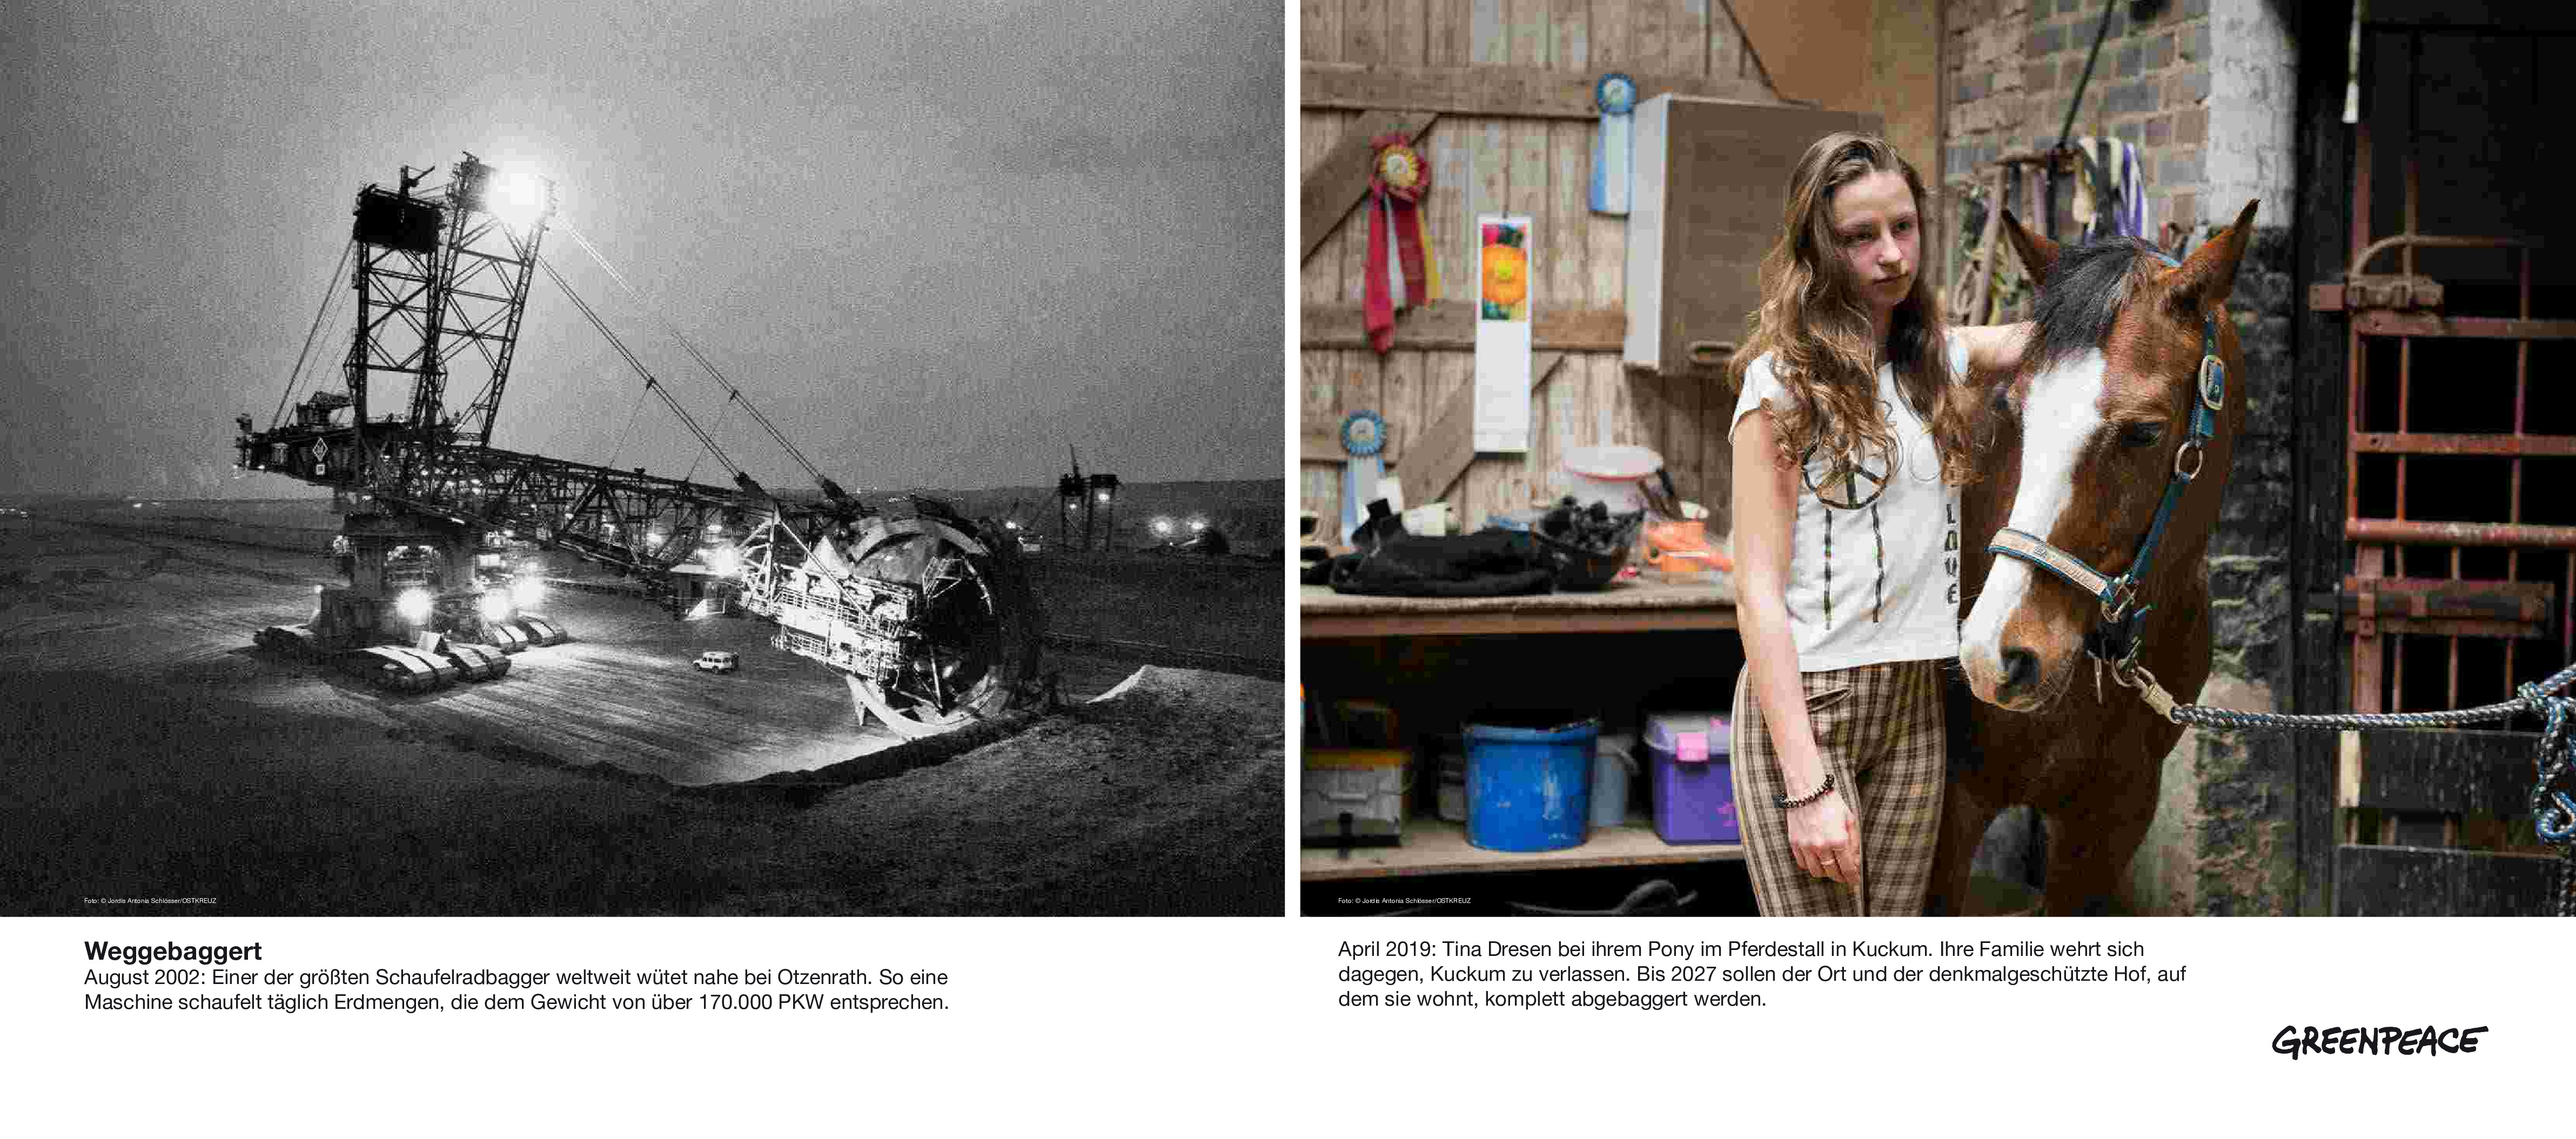 LOVE
Foto: © Jordis Antonia Schlösser/OSTKREUZ
Foto: © Jordis Antonia Schlösser/OSTKREUZ
Weggebaggert
August 2002: Einer der größten Schaufelradbagger weltweit wütet nahe bei Otzenrath. So eine
Maschine schaufelt täglich Erdmengen, die dem Gewicht von über 170.000 PKW entsprechen.
April 2019: Tina Dresen bei ihrem Pony im Pferdestall in Kuckum. Ihre Familie wehrt sich
dagegen, Kuckum zu verlassen. Bis 2027 sollen der Ort und der denkmalgeschützte Hof, auf
dem sie wohnt, komplett abgebaggert werden.
GREENPEACE